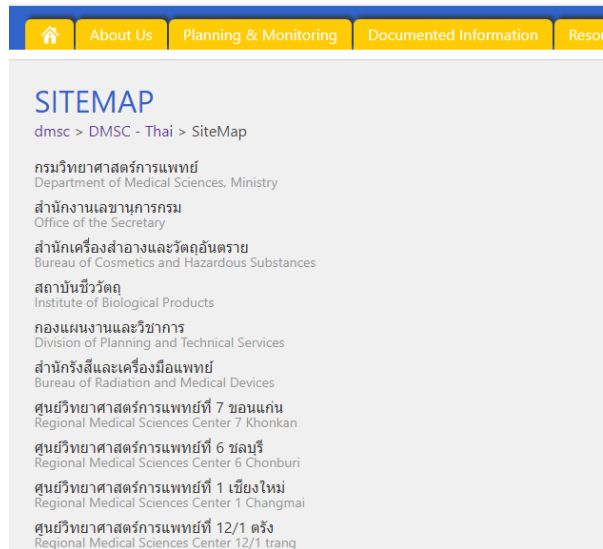 About Us Planning & Monitoring Documented Information
SITEMAP
dmsc > DMSC - Thai > SiteMap
กรมวิทยาศาสตร์การแพทย์
Department of Medical Sciences, Ministry
สำนักงานเลขานุการกรม
Office of the Secretary
สำนักเครื่องสำอางและวัตถุอันตราย
Bureau of Cosmetics and Hazardous Substances
สถาบันชีววัตถุ
Institute of Biological Products
กองแผนงานและวิชาการ
Division of Planning and Technical Services
สำนักรังสีและเครื่องมือแพทย์
Bureau of Radiation and Medical Devices
ศูนย์วิทยาศาสตร์การแพทย์ที่ 7 ขอนแก่น
Regional Medical Sciences Center 7 Khonkan
ศูนย์วิทยาศาสตร์การแพทย์ที่ 6 ชลบุรี
Regional Medical Sciences Center 6 Chonburi
ศูนย์วิทยาศาสตร์การแพทย์ที่ 1 เชียงใหม่
Regional Medical Sciences Center 1 Changmai
ศูนย์วิทยาศาสตร์การแพทย์ที่ 12/1 ตรัง
Regional Medical Sciences Center 12/1 trang